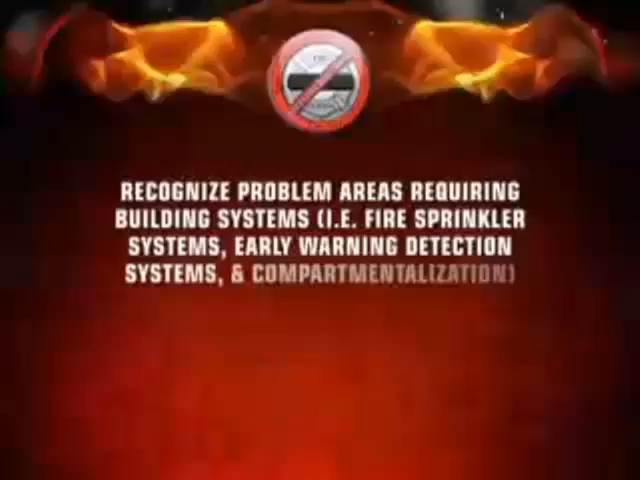 RECOGNIZE PROBLEM AREAS REQUIRING
BUILDING SYSTEMS (I.E. FIRE SPRINKLER
SYSTEMS, EARLY WARNING DETECTION
SYSTEMS, & COMPARTMENTALIZATION)